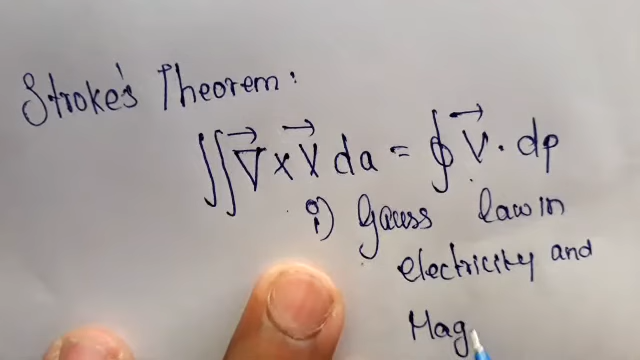 Stroke's Theorem:
∬ ∇⃗ × V⃗ da = ∮ V⃗ . dp
i) Gauss law in
electricity and
Mag